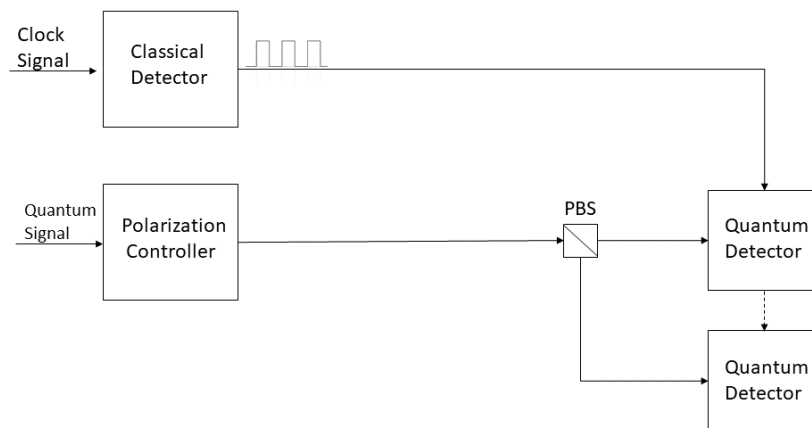 Clock
Signal
Classical
Detector
Quantum
Signal
Polarization
Controller
PBS
Quantum
Detector
Quantum
Detector